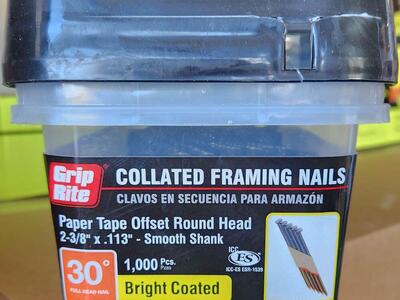 Grip
Rite
COLLATED FRAMING NAILS
CLAVOS EN SECUENCIA PARA ARMAZÓN
Paper Tape Offset Round Head
2-3/8" x .113" - Smooth Shank
30°
FULL HEAD NAIL
1,000 Pcs.
Pzas
Bright Coated
ICC
ES
ICC-ES ESR-1539